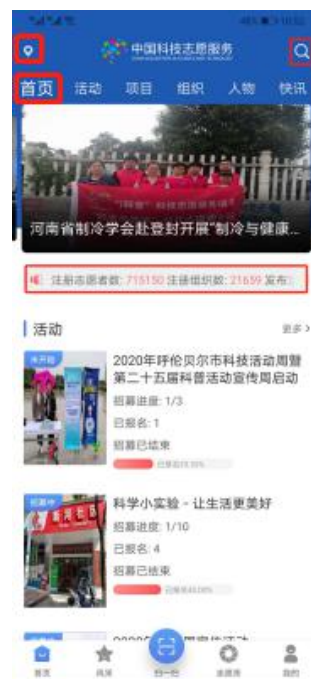 中国科技志愿服务
首页 活动 项目 组织 人物 快讯
河南省制冷学会赴登封开展"制冷与健康...
注册志愿者数: 715150 注册组织数: 21659 发布
活动 更多 >
未开始
2020年呼伦贝尔市科技活动周暨
第二十五届科普活动宣传周启动
招募进度: 1/3
已报名: 1
招募已结束
招募中
科学小实验 - 让生活更美好
招募进度: 1/10
已报名: 4
招募已结束
首页 扫一扫 我的